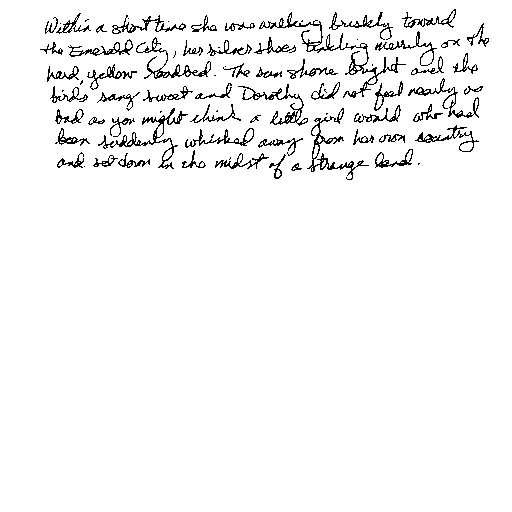 Within a short time she was walking briskly toward
the Emerald City, her silver shoes tinkling merrily on the
hard, yellow roadbed. The sun shone bright and the
birds sang sweet and Dorothy did not feel nearly as
bad as you might think a little girl would who had
been suddenly whisked away from her own country
and set down in the midst of a strange land.